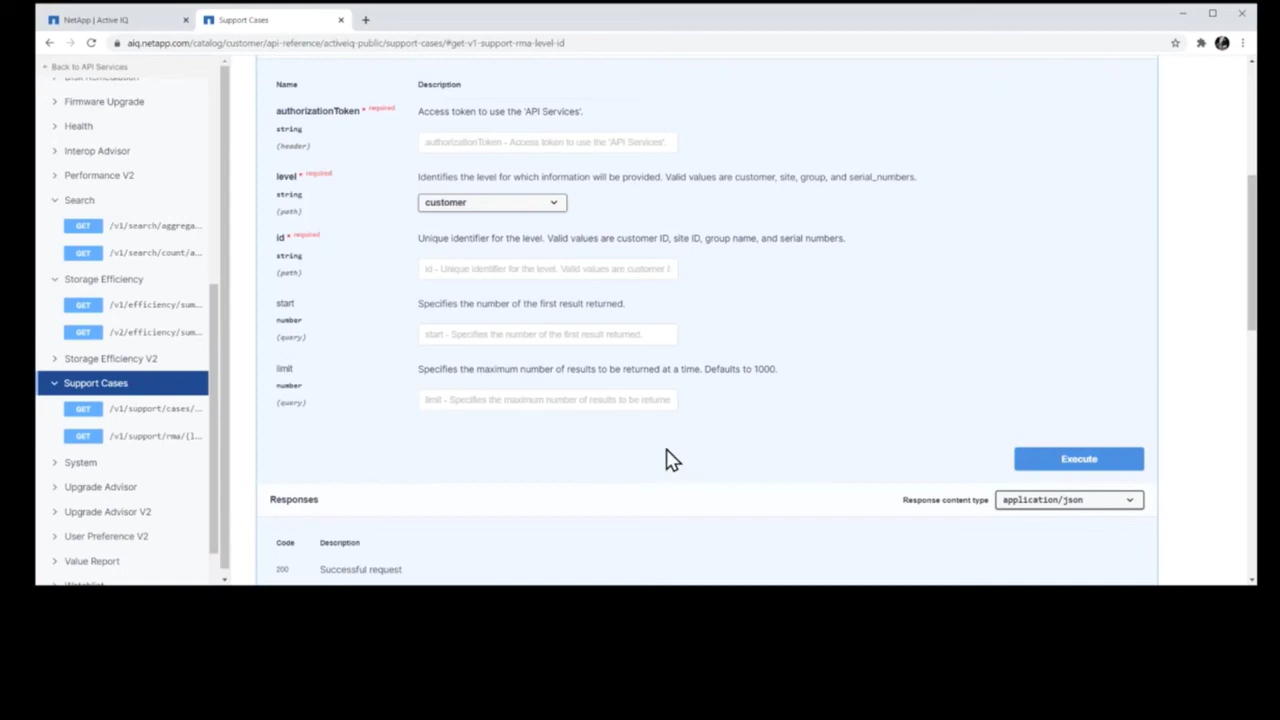 NetApp | Active IQ
Support Cases
aiq.netapp.com/catalog/customer/api-reference/activeiq-public/support-cases/#get-v1-support-rma-level-id
Back to API Services
Disk Remediation
Firmware Upgrade
Health
Interop Advisor
Performance V2
Search
GET /v1/search/aggrega...
GET /v1/search/count/a...
Storage Efficiency
GET /v1/efficiency/sum...
GET /v2/efficiency/sum...
Storage Efficiency V2
Support Cases
GET /v1/support/cases/...
GET /v1/support/rma/{l...
System
Upgrade Advisor
Upgrade Advisor V2
User Preference V2
Value Report
Watchlist
Name Description
authorizationToken * required Access token to use the 'API Services'.
string
(header)
authorizationToken - Access token to use the 'API Services'.
level * required Identifies the level for which information will be provided. Valid values are customer, site, group, and serial_numbers.
string
(path)
customer
id * required Unique identifier for the level. Valid values are customer ID, site ID, group name, and serial numbers.
string
(path)
id - Unique identifier for the level. Valid values are customer I
start Specifies the number of the first result returned.
number
(query)
start - Specifies the number of the first result returned.
limit Specifies the maximum number of results to be returned at a time. Defaults to 1000.
number
(query)
limit - Specifies the maximum number of results to be returne
Execute
Responses Response content type application/json
Code Description
200 Successful request